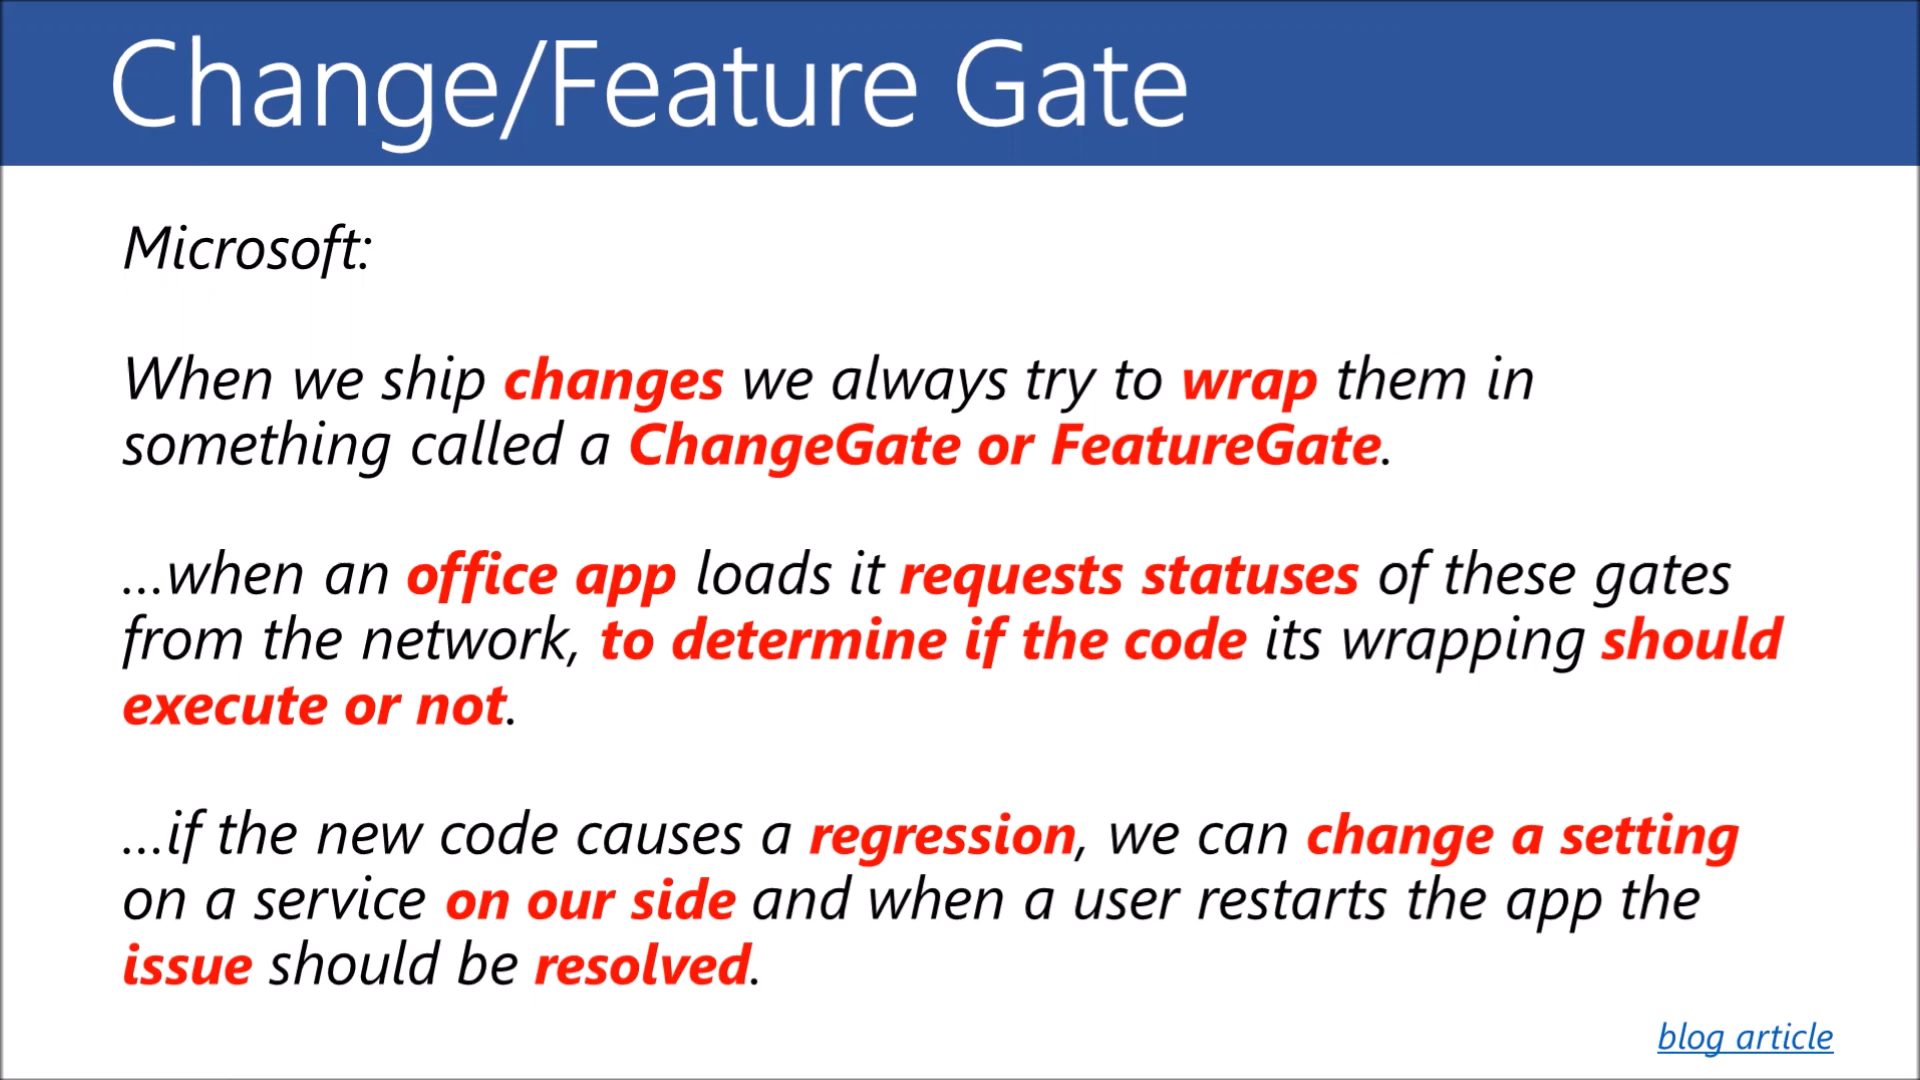 Change/Feature Gate
Microsoft:
When we ship changes we always try to wrap them in
something called a ChangeGate or FeatureGate.
...when an office app loads it requests statuses of these gates
from the network, to determine if the code its wrapping should
execute or not.
...if the new code causes a regression, we can change a setting
on a service on our side and when a user restarts the app the
issue should be resolved.
blog article